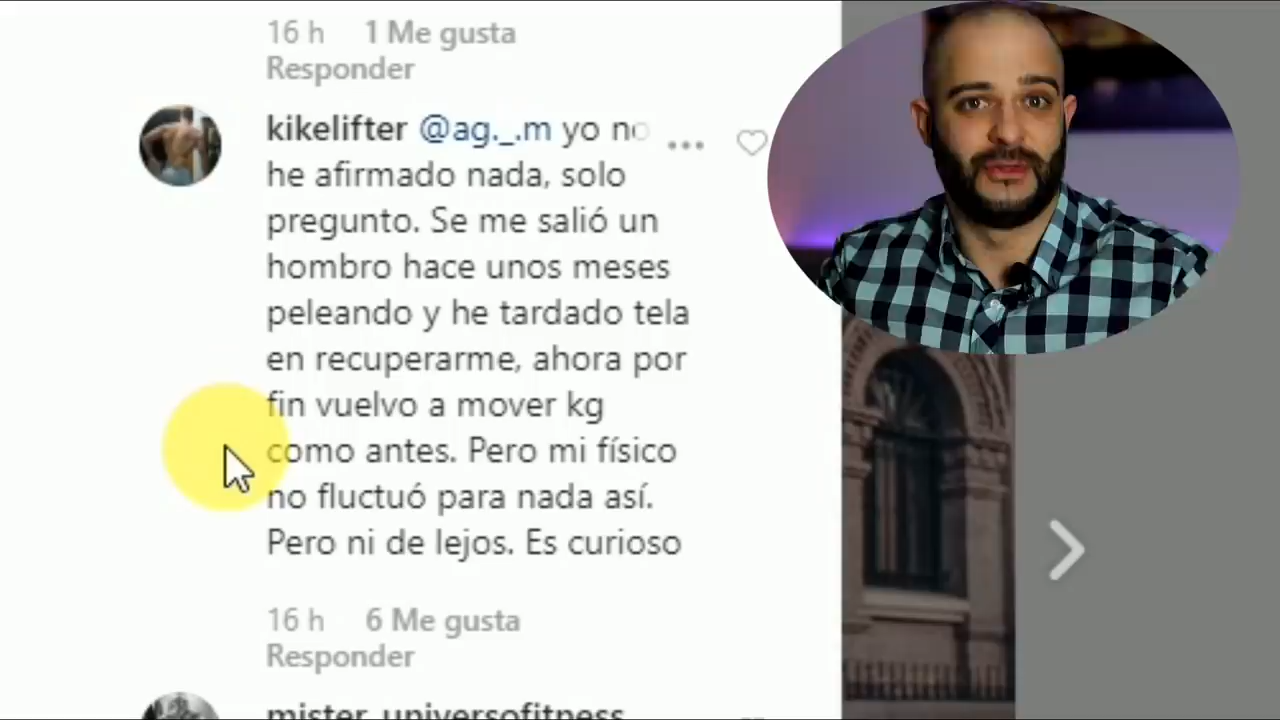 16 h 1 Me gusta
Responder
kikelifter @ag._.m yo no
he afirmado nada, solo
pregunto. Se me salió un
hombro hace unos meses
peleando y he tardado tela
en recuperarme, ahora por
fin vuelvo a mover kg
como antes. Pero mi físico
no fluctuó para nada así.
Pero ni de lejos. Es curioso
16 h 6 Me gusta
Responder
mister_universofitness